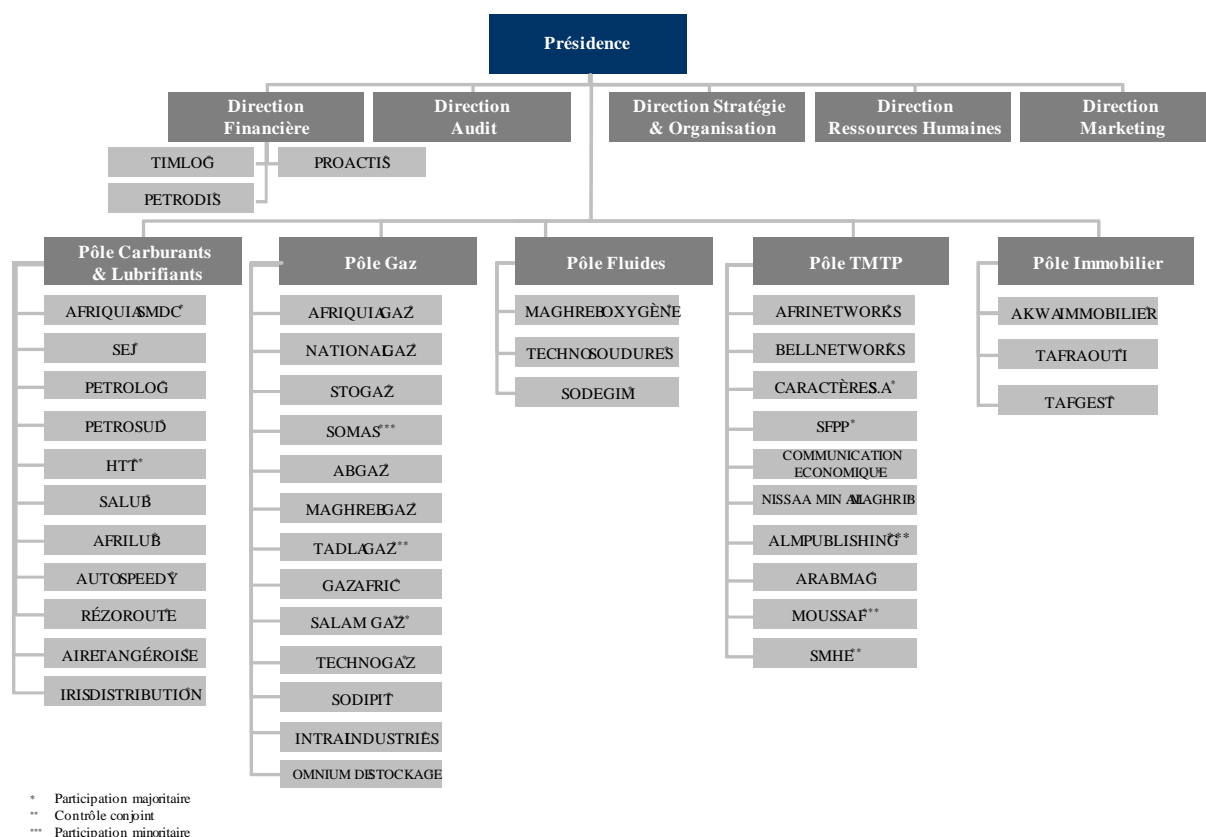 Présidence
Direction
Financière
Direction
Audit
Direction Stratégie
& Organisation
Direction
Ressources Humaines
Direction
Marketing
TIMLOG*
PROACTIS*
PETRODIS*
Pôle Carburants
& Lubrifiants
AFRIQUIA SMDC*
SEJ*
PETROLOG*
PETROSUD*
HTT*
SALUB*
AFRILUB*
AUTO SPEEDY*
RÉZOROUTE*
AIRE TANGÉROISE*
IRIS DISTRIBUTION*
Pôle Gaz
AFRIQUIA GAZ*
NATIONAL GAZ*
STOGAZ*
SOMAS***
ABGAZ*
MAGHREB GAZ*
TADLA GAZ**
GAZAFRIC*
SALAM GAZ**
TECHNOGAZ*
SODIPIT*
INTRA INDUSTRIES*
OMNIUM DE STOCKAGE
Pôle Fluides
MAGHREB OXYGÈNE*
TECHNO SOUDURES*
SODEGIM*
Pôle TMTP
AFRINETWORKS*
BELL NETWORKS*
CARACTÈRES S.A*
SFPP*
COMMUNICATION
ECONOMIQUE*
NISSAA MIN AL MAGHRIB*
ALM PUBLISHING***
ARABMAG*
MOUSSAF***
SMHE**
Pôle Immobilier
AKWA IMMOBILIER*
TAFRAOUTI*
TAFGEST*
* Participation majoritaire
** Contrôle conjoint
*** Participation minoritaire